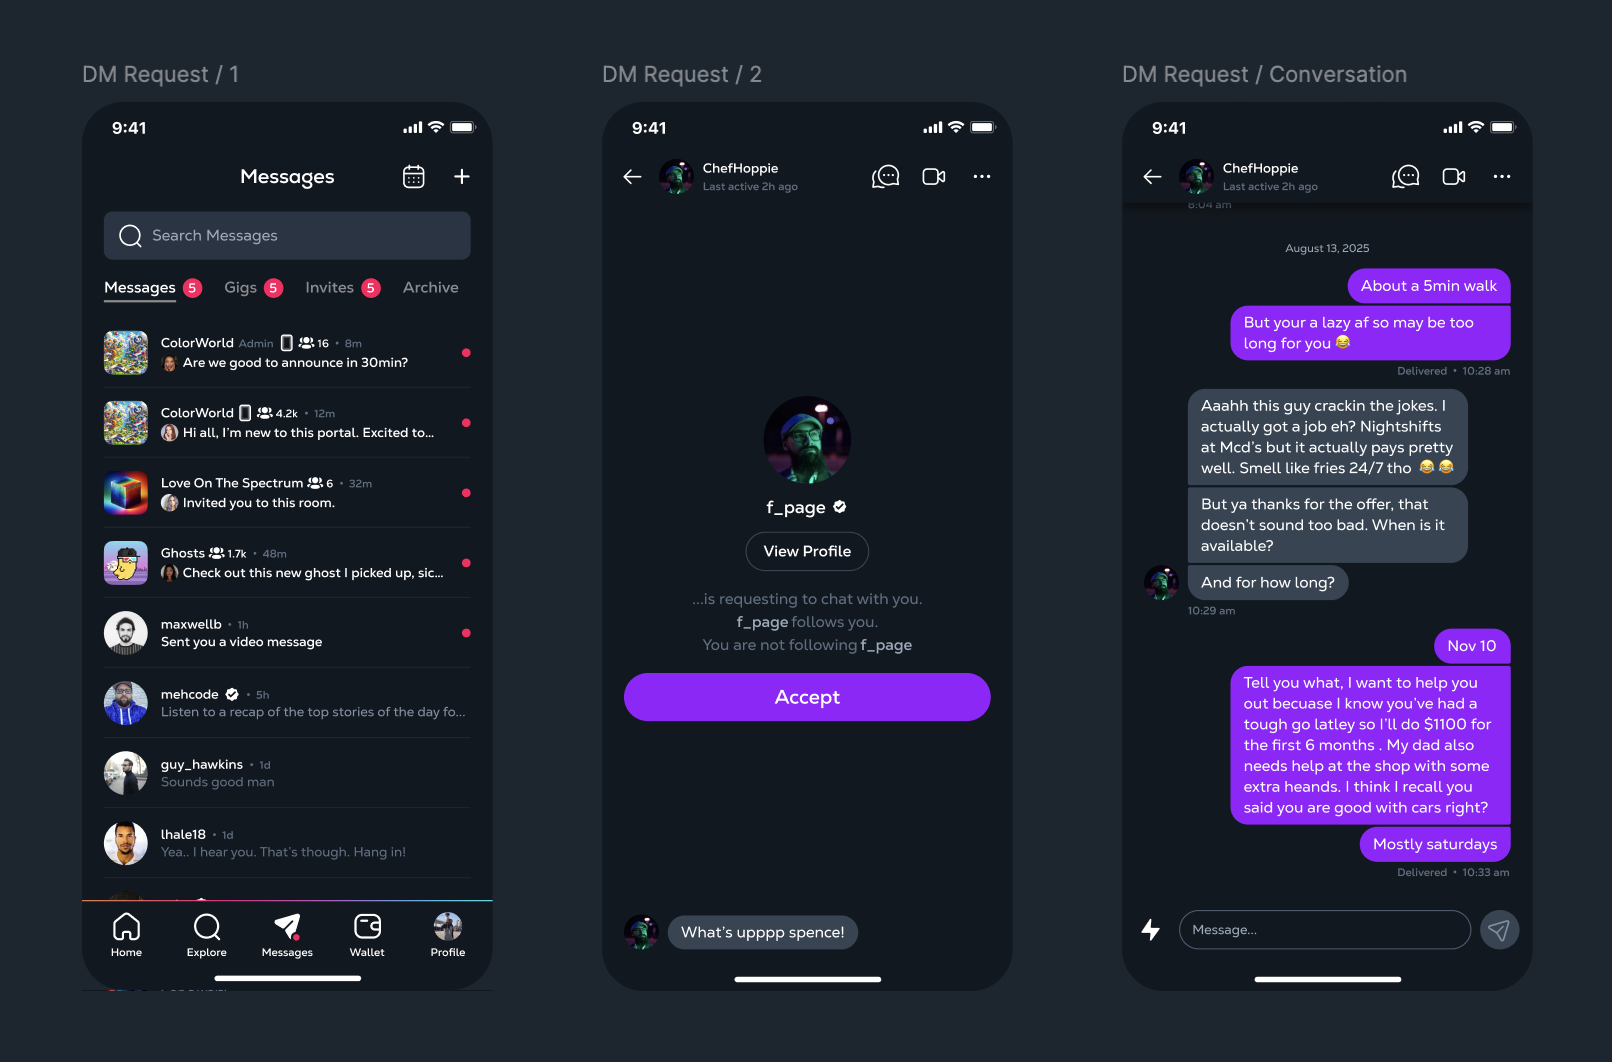 DM Request / 1
9:41
Messages
Search Messages
Messages 5 Gigs 5 Invites 5 Archive
ColorWorld Admin 16 • 8m
Are we good to announce in 30min?
ColorWorld 4.2k • 12m
Hi all, I'm new to this portal. Excited to...
Love On The Spectrum 6 • 32m
Invited you to this room.
Ghosts 1.7k • 48m
Check out this new ghost I picked up, sic...
maxwellb • 1h
Sent you a video message
mehcode • 5h
Listen to a recap of the top stories of the day fo...
guy_hawkins • 1d
Sounds good man
lhale18 • 1d
Yea.. I hear you. That's though. Hang in!
Home Explore Messages Wallet Profile
DM Request / 2
9:41
ChefHoppie
Last active 2h ago
f_page
View Profile
...is requesting to chat with you.
f_page follows you.
You are not following f_page
Accept
What's upppp spence!
DM Request / Conversation
9:41
ChefHoppie
Last active 2h ago
8:04 am
August 13, 2025
About a 5min walk
But your a lazy af so may be too
long for you 😂
Delivered • 10:28 am
Aaahh this guy crackin the jokes. I
actually got a job eh? Nightshifts
at Mcd's but it actually pays pretty
well. Smell like fries 24/7 tho 😂 😂
But ya thanks for the offer, that
doesn't sound too bad. When is it
available?
And for how long?
10:29 am
Nov 10
Tell you what, I want to help you
out becuase I know you've had a
tough go latley so I'll do $1100 for
the first 6 months . My dad also
needs help at the shop with some
extra heands. I think I recall you
said you are good with cars right?
Mostly saturdays
Delivered • 10:33 am
Message...